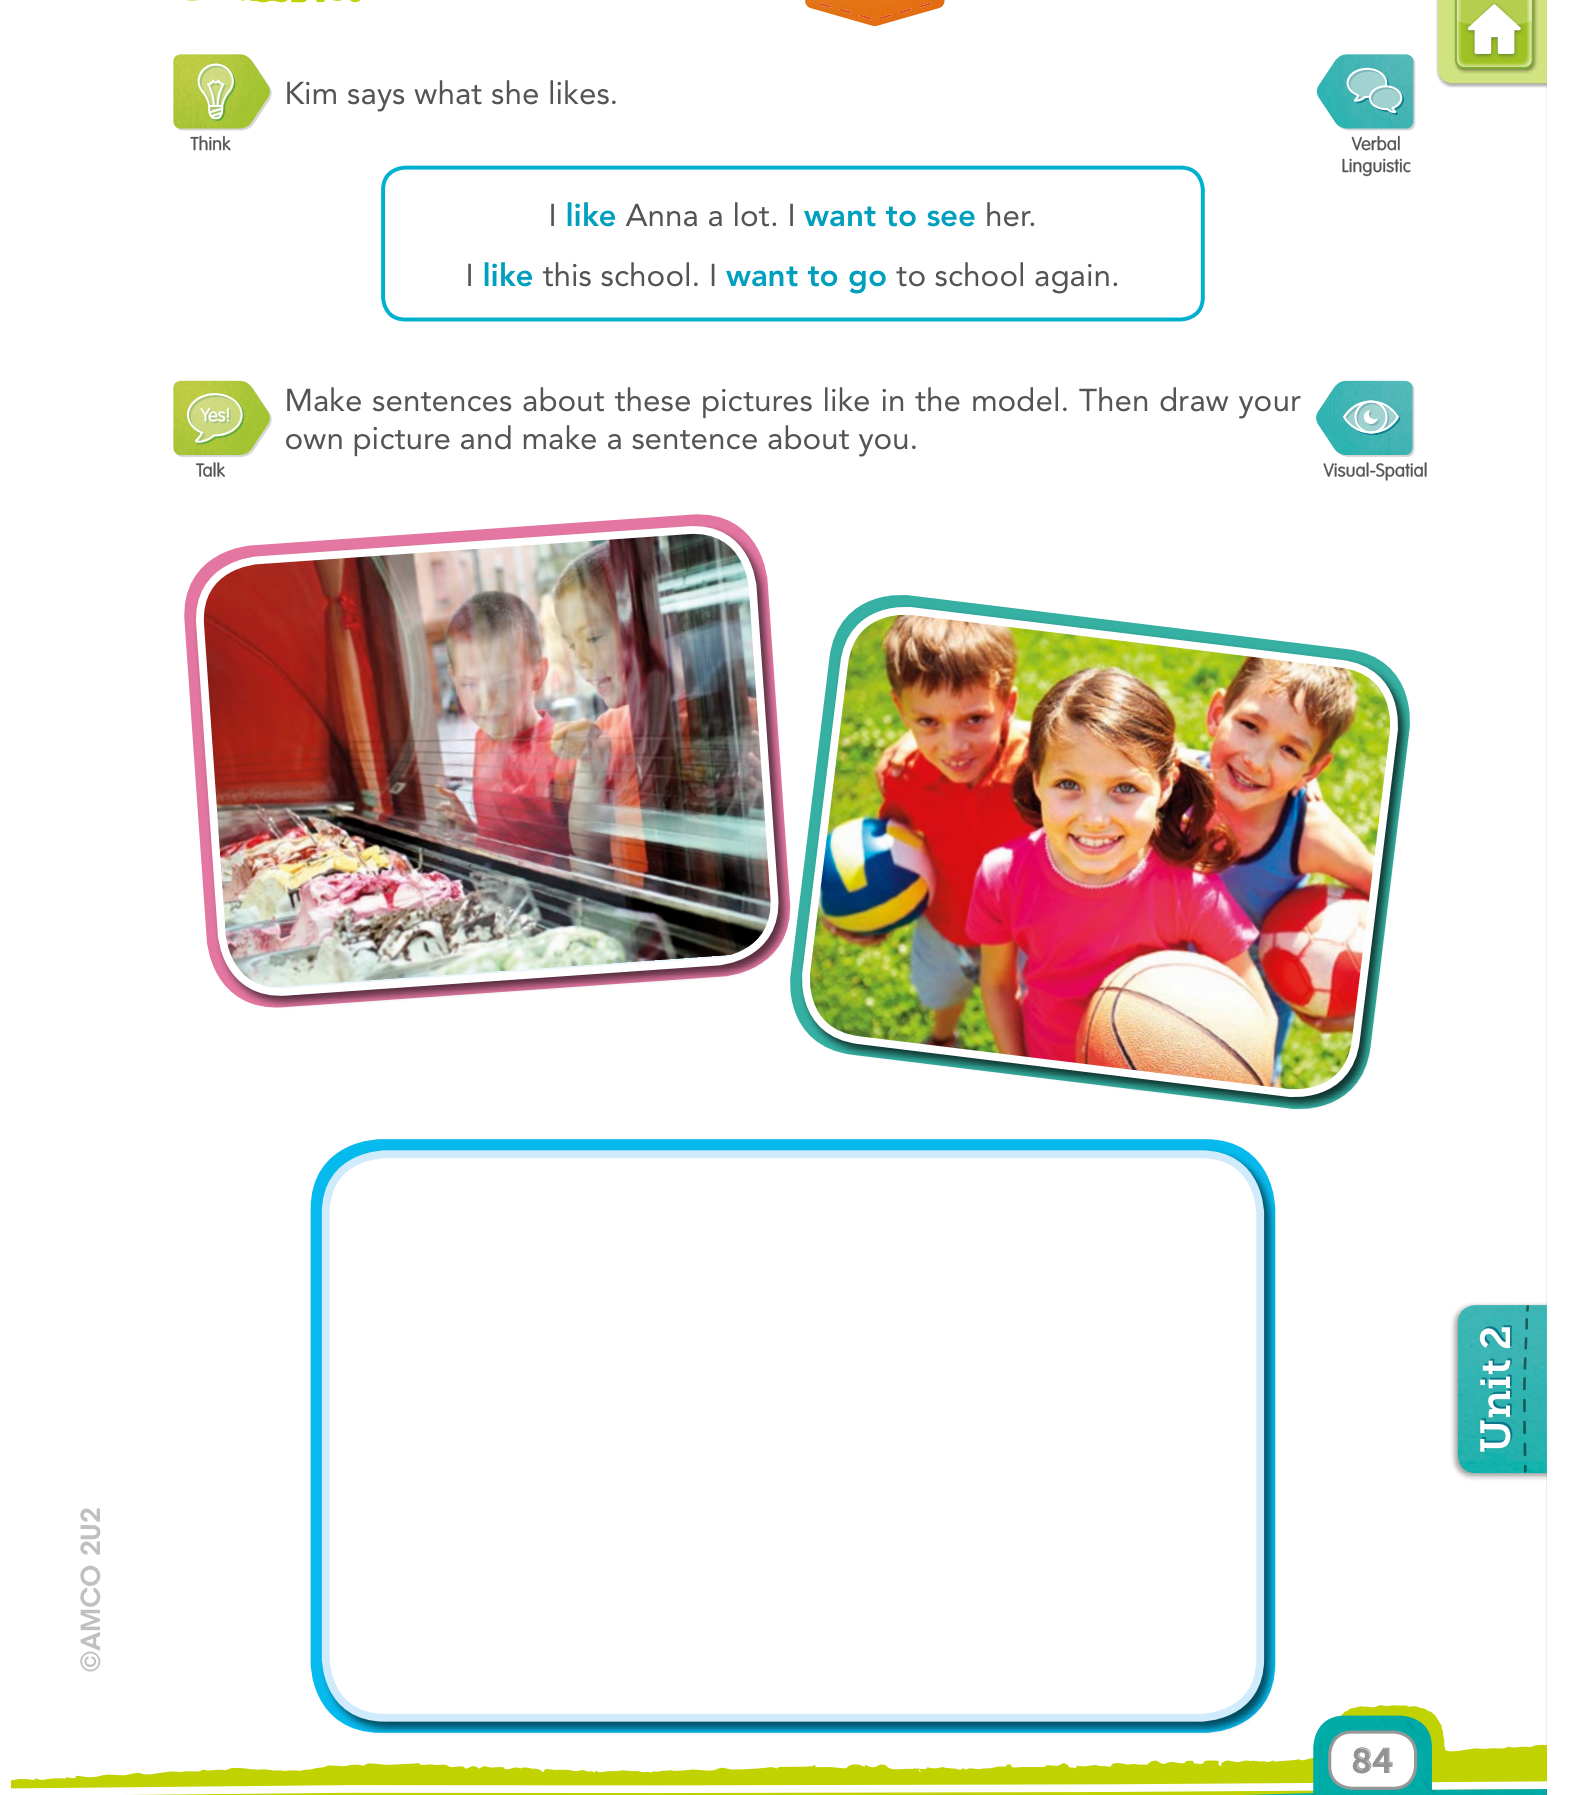 Kim says what she likes.
Think
Verbal
Linguistic
I like Anna a lot. I want to see her.
I like this school. I want to go to school again.
Yes!
Talk
Make sentences about these pictures like in the model. Then draw your
own picture and make a sentence about you.
Visual-Spatial
Unit 2
©AMCO 2U2
84